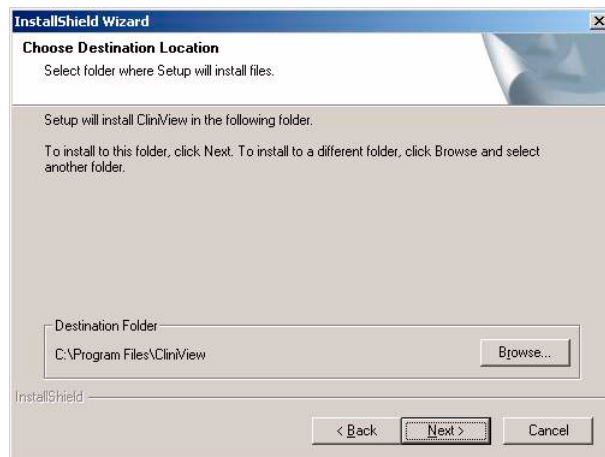 InstallShield Wizard
Choose Destination Location
Select folder where Setup will install files.
Setup will install CliniView in the following folder.
To install to this folder, click Next. To install to a different folder, click Browse and select
another folder.
Destination Folder
C:\Program Files\CliniView
Browse...
InstallShield
< Back
Next >
Cancel